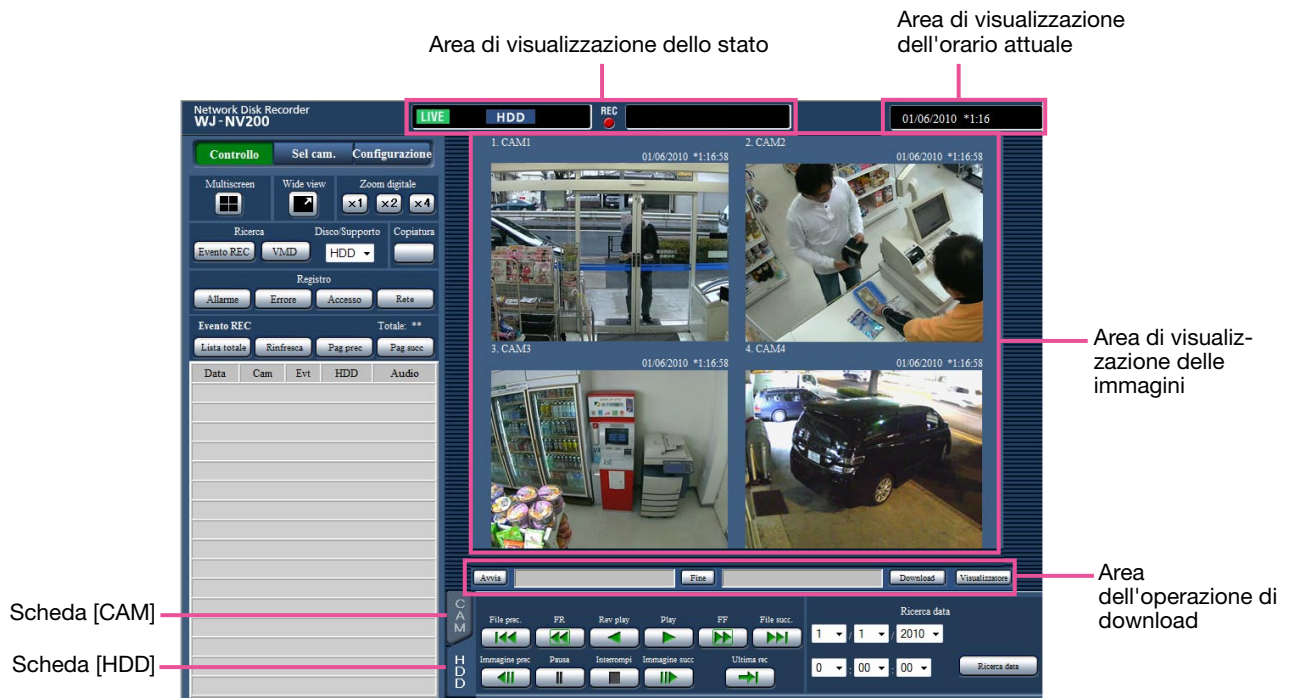 Area di visualizzazione dello stato
Area di visualizzazione
dell'orario attuale
Network Disk Recorder
WJ-NV200
LIVE
HDD
REC
01/06/2010 *1:16
Controllo
Sel cam.
Configurazione
Multiscreen
Wide view
Zoom digitale
x1
x2
x4
Ricerca
Disco/Supporto
Copiatura
Evento REC
VMD
HDD
Registro
Allarme
Errore
Accesso
Rete
Evento REC
Totale: **
Lista totale
Rinfresca
Pag prec
Pag succ
Data
Cam
Evt
HDD
Audio
1. CAM1
01/06/2010 *1:16:58
2. CAM2
01/06/2010 *1:16:58
3. CAM3
01/06/2010 *1:16:58
4. CAM4
01/06/2010 *1:16:58
Area di visualiz-
zazione delle
immagini
Avvia
Fine
Download
Visualizzatore
Area
dell'operazione di
download
Scheda [CAM]
Scheda [HDD]
CAM
HDD
File prec.
FR
Rev play
Play
FF
File succ.
Immagine prec
Pausa
Interrompi
Immagine succ
Ultima rec
Ricerca data
1 / 1 / 2010
0 : 00 : 00
Ricerca data